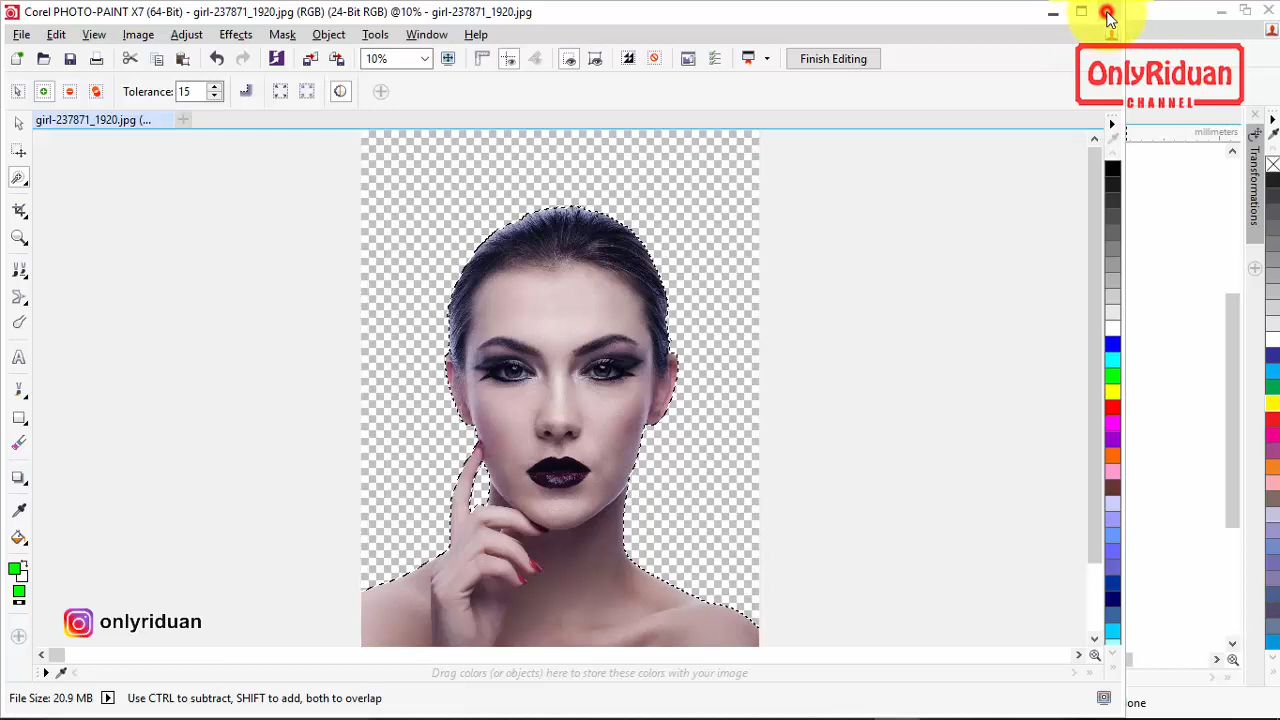 Corel PHOTO-PAINT X7 (64-Bit) - girl-237871_1920.jpg (RGB) (24-Bit RGB) @10% - girl-237871_1920.jpg
File Edit View Image Adjust Effects Mask Object Tools Window Help
10% Finish Editing
OnlyRiduan
CHANNEL
Tolerance: 15
girl-237871_1920.jpg (...
millimeters
Transformations
onlyriduan
Drag colors (or objects) here to store these colors with your image
File Size: 20.9 MB Use CTRL to subtract, SHIFT to add, both to overlap
one